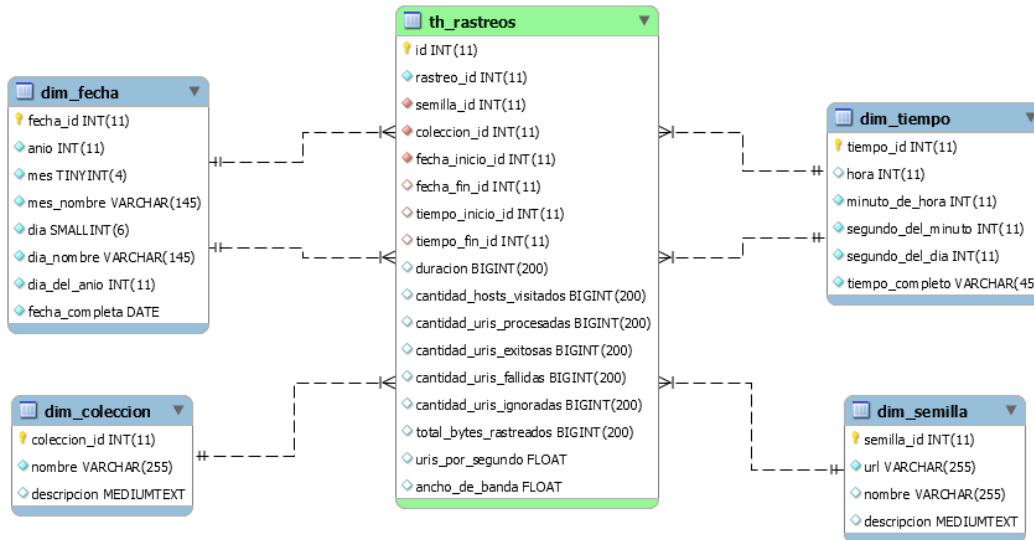 th_rastreos
id INT(11)
rastreo_id INT(11)
semilla_id INT(11)
coleccion_id INT(11)
fecha_inicio_id INT(11)
fecha_fin_id INT(11)
tiempo_inicio_id INT(11)
tiempo_fin_id INT(11)
duracion BIGINT(200)
cantidad_hosts_visitados BIGINT(200)
cantidad_uris_procesadas BIGINT(200)
cantidad_uris_exitosas BIGINT(200)
cantidad_uris_fallidas BIGINT(200)
cantidad_uris_ignoradas BIGINT(200)
total_bytes_rastreados BIGINT(200)
uris_por_segundo FLOAT
ancho_de_banda FLOAT
dim_fecha
fecha_id INT(11)
anio INT(11)
mes TINYINT(4)
mes_nombre VARCHAR(145)
dia SMALLINT(6)
dia_nombre VARCHAR(145)
dia_del_anio INT(11)
fecha_completa DATE
dim_tiempo
tiempo_id INT(11)
hora INT(11)
minuto_de_hora INT(11)
segundo_del_minuto INT(11)
segundo_del_dia INT(11)
tiempo_completo VARCHAR(45
dim_coleccion
coleccion_id INT(11)
nombre VARCHAR(255)
descripcion MEDIUMTEXT
dim_semilla
semilla_id INT(11)
url VARCHAR(255)
nombre VARCHAR(255)
descripcion MEDIUMTEXT